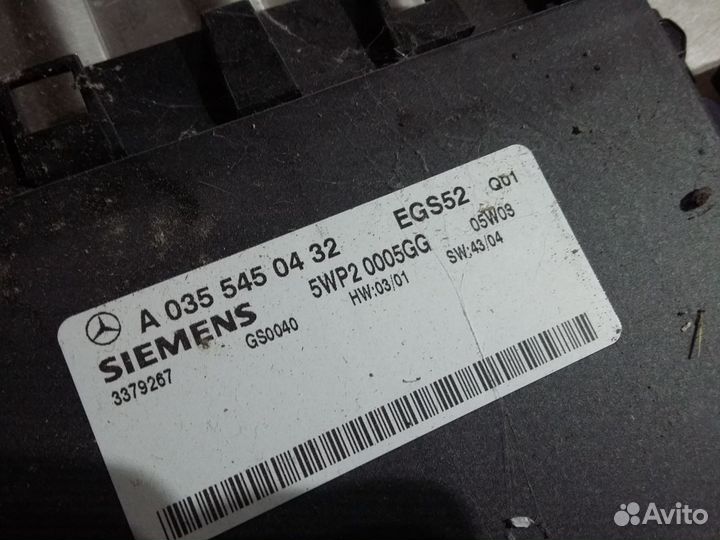 A 035 545 04 32 EGS52 Q01
SIEMENS 5WP2 0005GG 05W03
GS0040 HW:03/01 SW:43/04
3379267
Avito